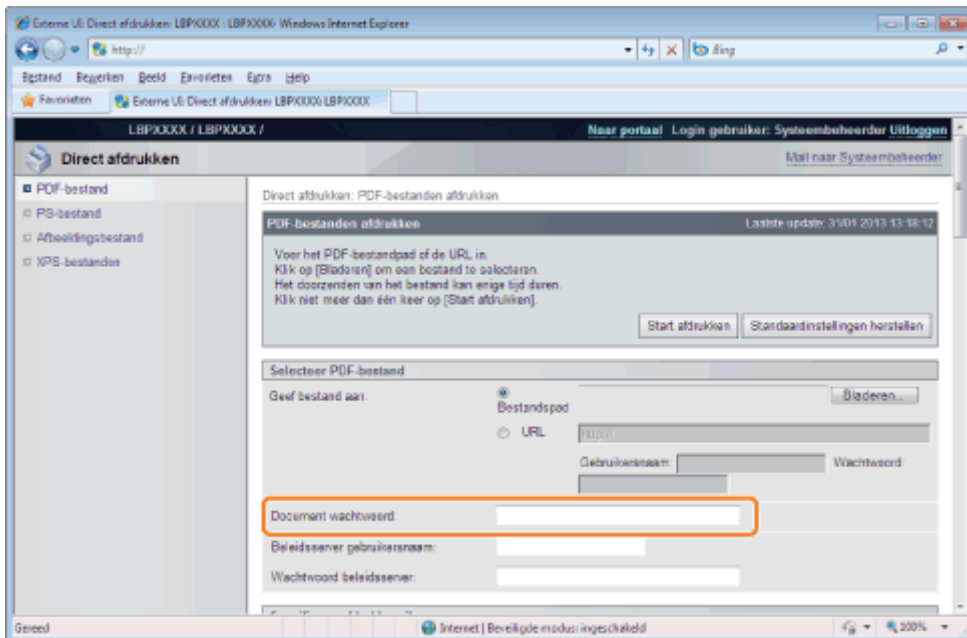 Externe UI: Direct afdrukken: LBPXXXX : LBPXXXX- Windows Internet Explorer
http://
Bing
Bestand Bewerken Beeld Favorieten Extra Help
Favorieten Externe UI: Direct afdrukken: LBPXXXX: LBPXXXX
LBPXXXX / LBPXXXX /
Naar portaal Login gebruiker: Systeembeheerder Uitloggen
Direct afdrukken
Mail naar Systeembeheerder
PDF-bestand
PS-bestand
Afbeeldingsbestand
XPS-bestanden
Direct afdrukken: PDF-bestanden afdrukken
PDF-bestanden afdrukken
Laatste update: 31/01 2013 13:18:12
Voer het PDF-bestandpad of de URL in.
Klik op [Bladeren] om een bestand te selecteren.
Het doorzenden van het bestand kan enige tijd duren.
Klik niet meer dan één keer op [Start afdrukken].
Start afdrukken Standaardinstellingen herstellen
Selecteer PDF-bestand
Geef bestand aan:
Bestandspad
Bladeren...
URL
http://
Gebruikersnaam:
Wachtwoord:
Document wachtwoord:
Beleidsserver gebruikersnaam:
Wachtwoord beleidsserver:
Gereed
Internet | Beveiligde modus: ingeschakeld
200%